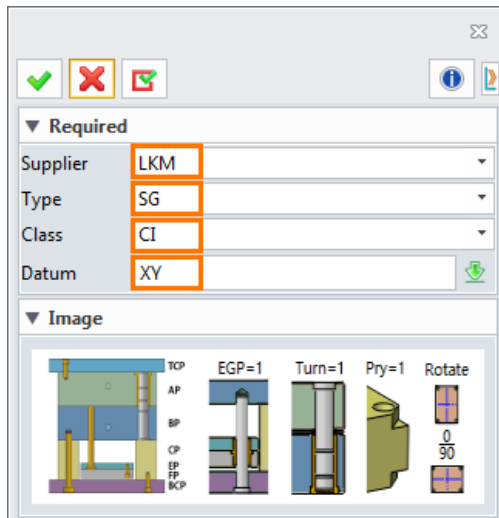 Required
Supplier LKM
Type SG
Class CI
Datum XY
Image
TCP EGP=1 Turn=1 Pry=1 Rotate
AP
BP
0
90
CP
EP
FP
BCP